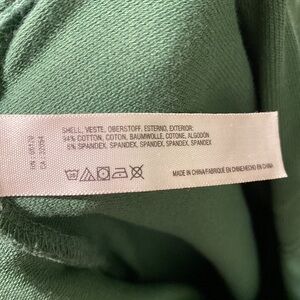 SHELL, VESTE, OBERSTOFF, ESTERNO, EXTERIOR:
94% COTTON, COTON, BAUMWOLLE, COTONE, ALGODÓN
6% SPANDEX, SPANDEX, SPANDEX, SPANDEX, SPANDEX
MADE IN CHINA/FABRIQUÉ EN CHINE/HECHO EN CHINA